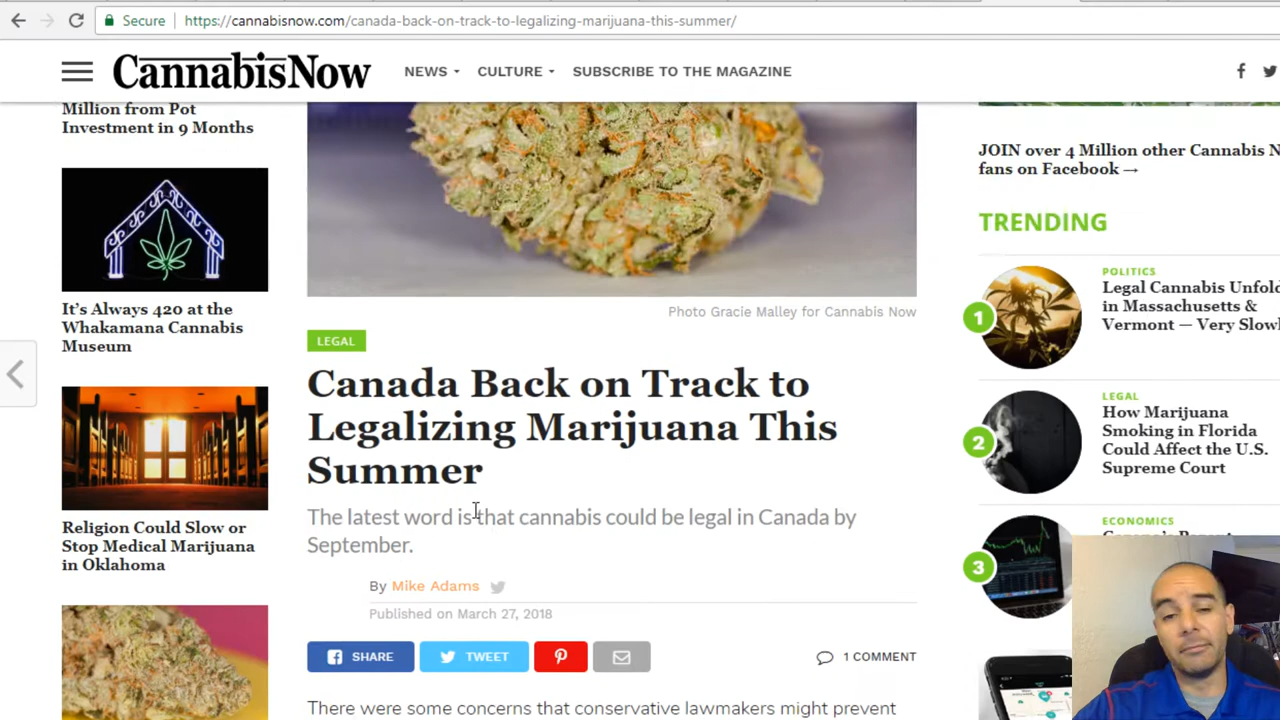 Secure
https://cannabisnow.com/canada-back-on-track-to-legalizing-marijuana-this-summer/
CannabisNow
NEWS
CULTURE
SUBSCRIBE TO THE MAGAZINE
Million from Pot
Investment in 9 Months
It's Always 420 at the
Whakamana Cannabis
Museum
Religion Could Slow or
Stop Medical Marijuana
in Oklahoma
Photo Gracie Malley for Cannabis Now
LEGAL
Canada Back on Track to
Legalizing Marijuana This
Summer
The latest word is that cannabis could be legal in Canada by
September.
By Mike Adams
Published on March 27, 2018
SHARE
TWEET
1 COMMENT
There were some concerns that conservative lawmakers might prevent
JOIN over 4 Million other Cannabis N
fans on Facebook →
TRENDING
1
POLITICS
Legal Cannabis Unfold
in Massachusetts &
Vermont — Very Slowl
2
LEGAL
How Marijuana
Smoking in Florida
Could Affect the U.S.
Supreme Court
3
ECONOMICS